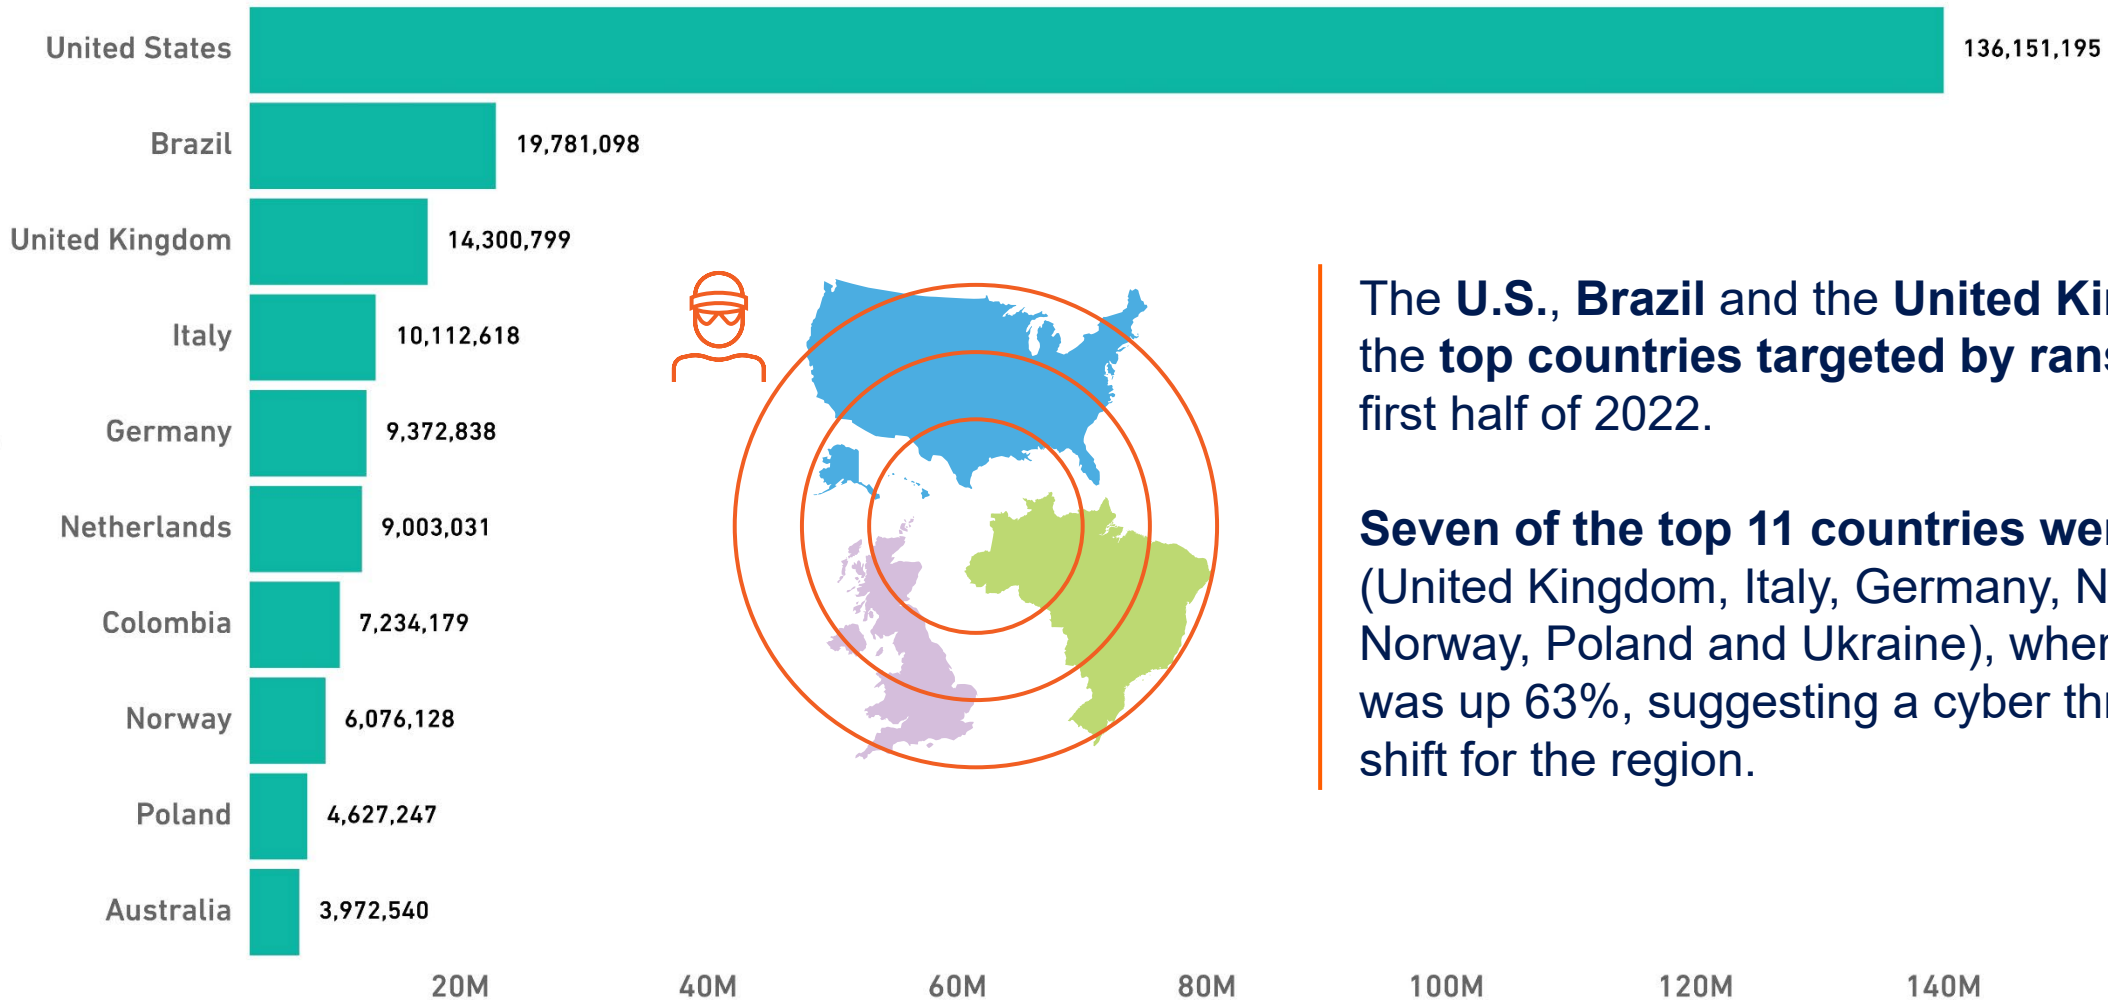 United States 136,151,195
Brazil 19,781,098
United Kingdom 14,300,799
Italy 10,112,618
Germany 9,372,838
Netherlands 9,003,031
Colombia 7,234,179
Norway 6,076,128
Poland 4,627,247
Australia 3,972,540
20M 40M 60M 80M 100M 120M 140M
The U.S., Brazil and the United
the top countries targeted by
first half of 2022.
Seven of the top 11 countries
(United Kingdom, Italy, Germany,
Norway, Poland and Ukraine),
was up 63%, suggesting a cyber
shift for the region.